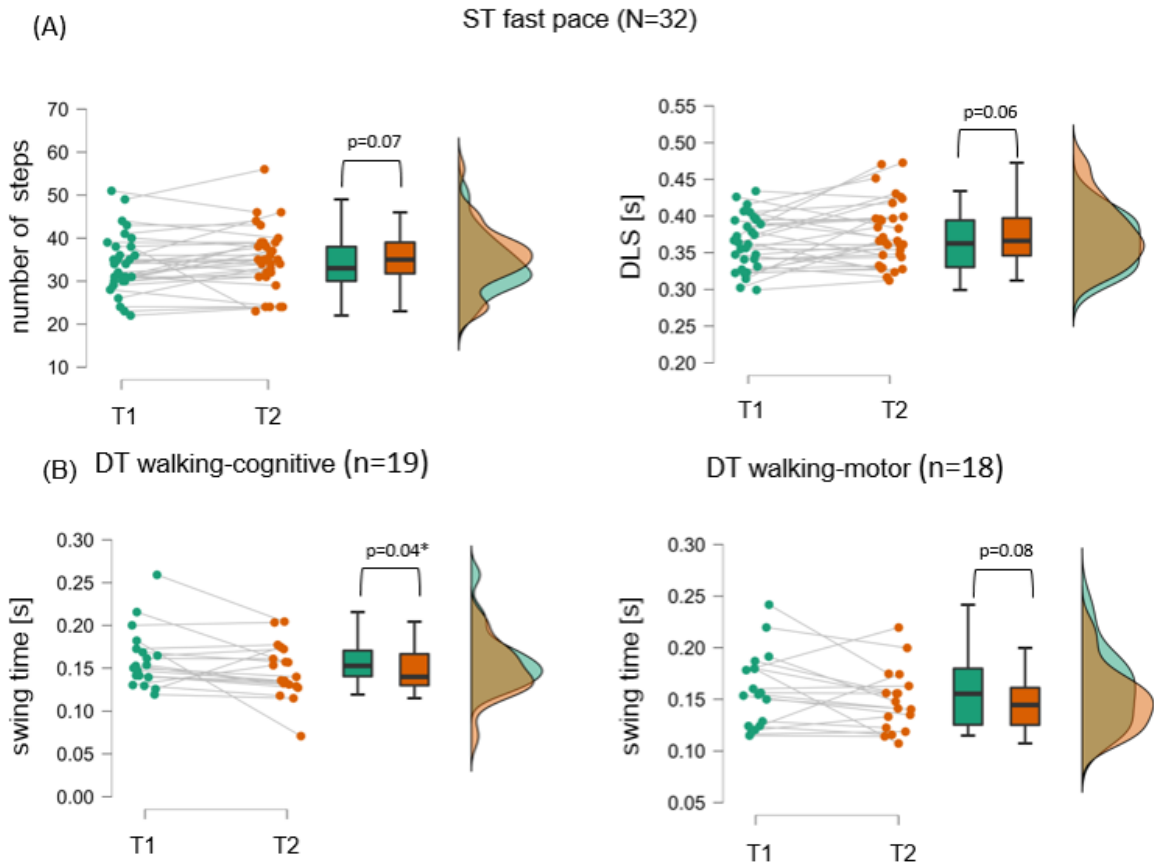 (A)
ST fast pace (N=32)
number of steps
70
60
50
40
30
20
10
p=0.07
T1
T2
DLS [s]
0.55
0.50
0.45
0.40
0.35
0.30
0.25
0.20
p=0.06
T1
T2
(B) DT walking-cognitive (n=19)
DT walking-motor (n=18)
swing time [s]
0.30
0.25
0.20
0.15
0.10
0.05
0.00
p=0.04*
T1
T2
swing time [s]
0.30
0.25
0.20
0.15
0.10
0.05
p=0.08
T1
T2